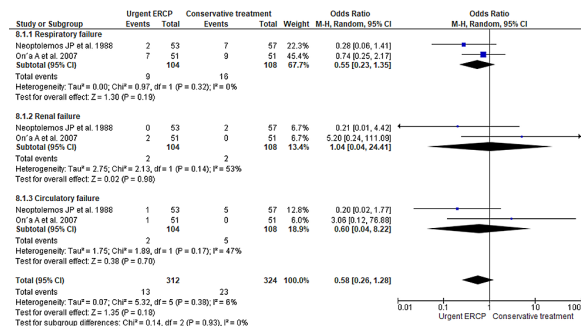 Urgent ERCP Conservative treatment Odds Ratio Odds Ratio
Study or Subgroup Events Total Events Total Weight M-H, Random, 95% CI M-H, Random, 95% CI
8.1.1 Respiratory failure
Neoptolemos JP et al. 1988 2 53 7 57 22.3% 0.28 [0.06, 1.41]
Ori'a A et al. 2007 7 51 9 51 45.4% 0.74 [0.25, 2.17]
Subtotal (95% CI) 104 108 67.7% 0.55 [0.23, 1.35]
Total events 9 16
Heterogeneity: Tau² = 0.00; Chi² = 0.97, df = 1 (P = 0.32); I² = 0%
Test for overall effect: Z = 1.30 (P = 0.19)
8.1.2 Renal failure
Neoptolemos JP et al. 1988 0 53 2 57 6.7% 0.21 [0.01, 4.42]
Ori'a A et al. 2007 2 51 0 51 6.7% 5.20 [0.24, 111.09]
Subtotal (95% CI) 104 108 13.4% 1.04 [0.04, 24.41]
Total events 2 2
Heterogeneity: Tau² = 2.75; Chi² = 2.13, df = 1 (P = 0.14); I² = 53%
Test for overall effect: Z = 0.02 (P = 0.98)
8.1.3 Circulatory failure
Neoptolemos JP et al. 1988 1 53 5 57 12.8% 0.20 [0.02, 1.77]
Ori'a A et al. 2007 1 51 0 51 6.0% 3.06 [0.12, 76.88]
Subtotal (95% CI) 104 108 18.9% 0.60 [0.04, 8.22]
Total events 2 5
Heterogeneity: Tau² = 1.75; Chi² = 1.89, df = 1 (P = 0.17); I² = 47%
Test for overall effect: Z = 0.38 (P = 0.70)
Total (95% CI) 312 324 100.0% 0.58 [0.26, 1.28]
Total events 13 23
Heterogeneity: Tau² = 0.07; Chi² = 5.32, df = 5 (P = 0.38); I² = 6%
Test for overall effect: Z = 1.35 (P = 0.18)
Test for subgroup differences: Chi² = 0.14, df = 2 (P = 0.93), I² = 0%
0.01 0.1 1 10 100
Urgent ERCP Conservative treatment